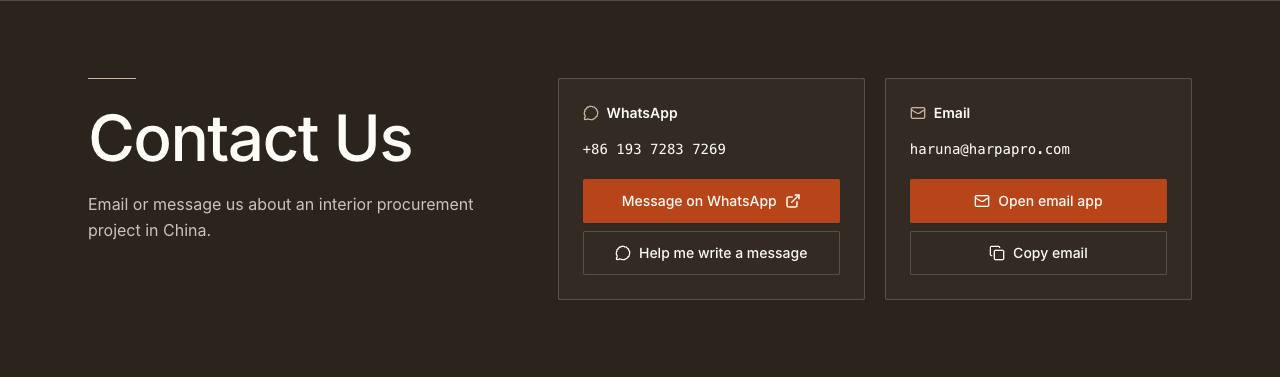 Contact Us
Email or message us about an interior procurement
project in China.
WhatsApp
+86 193 7283 7269
Message on WhatsApp
Help me write a message
Email
haruna@harpapro.com
Open email app
Copy email